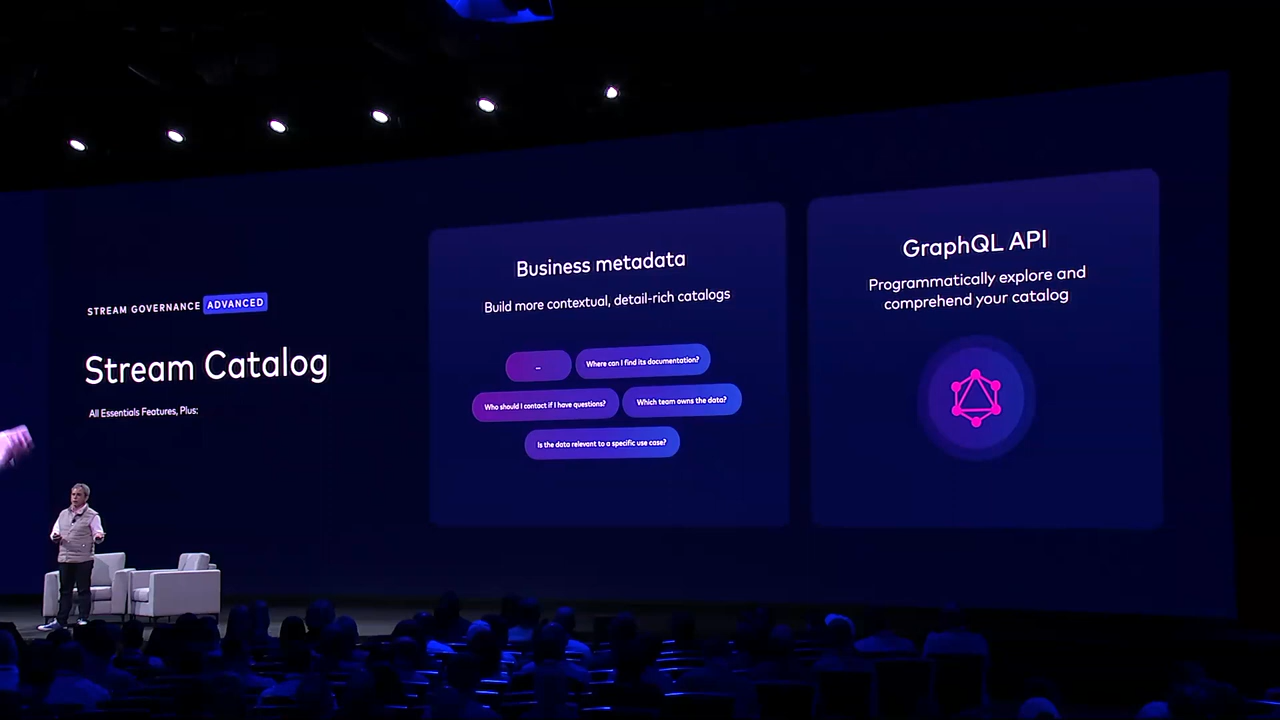 STREAM GOVERNANCE ADVANCED
Stream Catalog
All Essentials Features, Plus:
Business metadata
Build more contextual, detail-rich catalogs
...
Where can I find its documentation?
Who should I contact if I have questions?
Which team owns the data?
Is the data relevant to a specific use case?
GraphQL API
Programmatically explore and
comprehend your catalog